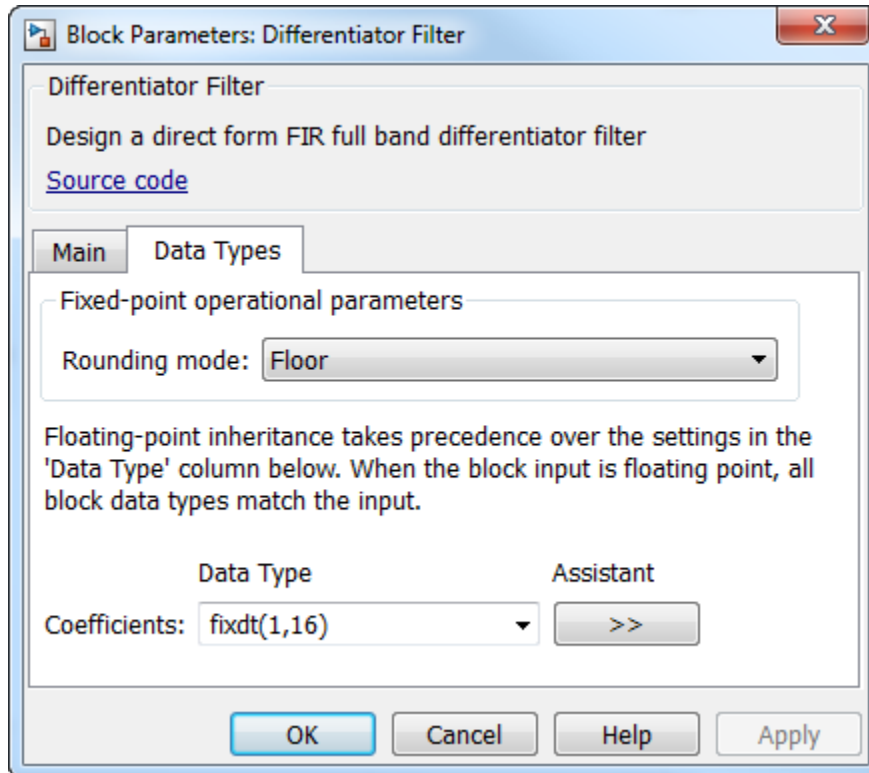 Block Parameters: Differentiator Filter
X
Differentiator Filter
Design a direct form FIR full band differentiator filter
Source code
Main Data Types
Fixed-point operational parameters
Rounding mode: Floor
Floating-point inheritance takes precedence over the settings in the
'Data Type' column below. When the block input is floating point, all
block data types match the input.
Data Type Assistant
Coefficients: fixdt(1,16) >>
OK Cancel Help Apply